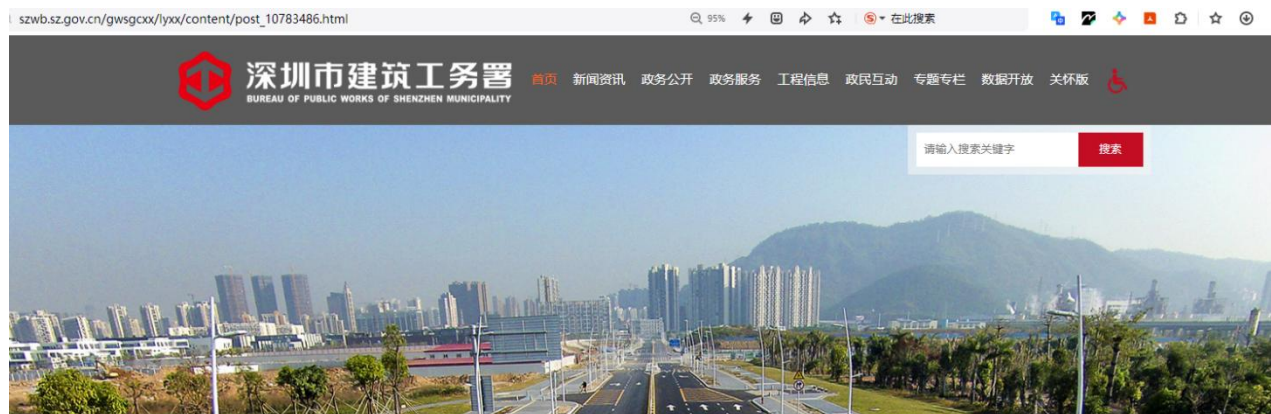 szwb.sz.gov.cn/gwsgcxx/lyxx/content/post_10783486.html 95% 在此搜索
深圳市建筑工务署
BUREAU OF PUBLIC WORKS OF SHENZHEN MUNICIPALITY
首页 新闻资讯 政务公开 政务服务 工程信息 政民互动 专题专栏 数据开放 关怀版
请输入搜索关键字 搜索